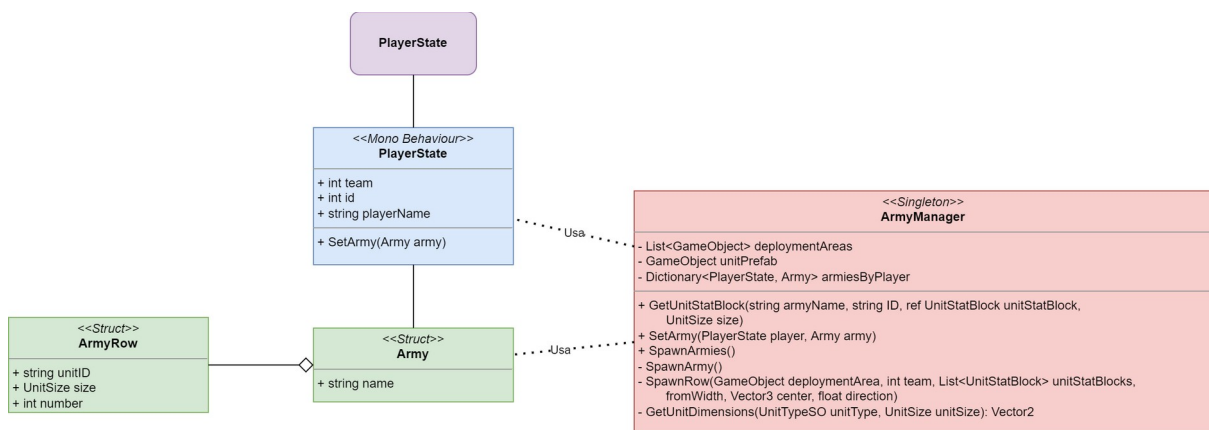 PlayerState
<<Mono Behaviour>>
PlayerState
+ int team
+ int id
+ string playerName
+ SetArmy(Army army)
Usa
<<Singleton>>
ArmyManager
- List<GameObject> deploymentAreas
- GameObject unitPrefab
- Dictionary<PlayerState, Army> armiesByPlayer
+ GetUnitStatBlock(string armyName, string ID, ref UnitStatBlock unitStatBlock,
UnitSize size)
+ SetArmy(PlayerState player, Army army)
+ SpawnArmies()
- SpawnArmy()
- SpawnRow(GameObject deploymentArea, int team, List<UnitStatBlock> unitStatBlocks,
fromWidth, Vector3 center, float direction)
- GetUnitDimensions(UnitTypeSO unitType, UnitSize unitSize): Vector2
<<Struct>>
ArmyRow
+ string unitID
+ UnitSize size
+ int number
<<Struct>>
Army
+ string name
Usa